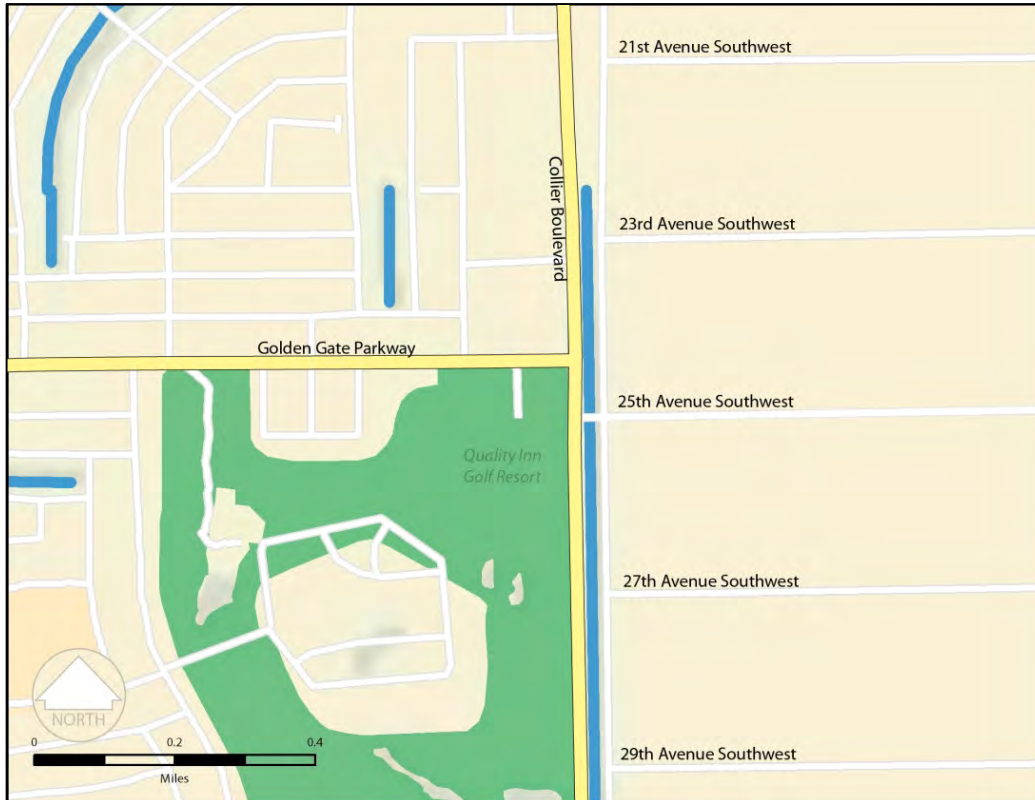 21st Avenue Southwest
Collier Boulevard
23rd Avenue Southwest
Golden Gate Parkway
25th Avenue Southwest
Quality Inn
Golf Resort
27th Avenue Southwest
NORTH
0 0.2 0.4
Miles
29th Avenue Southwest